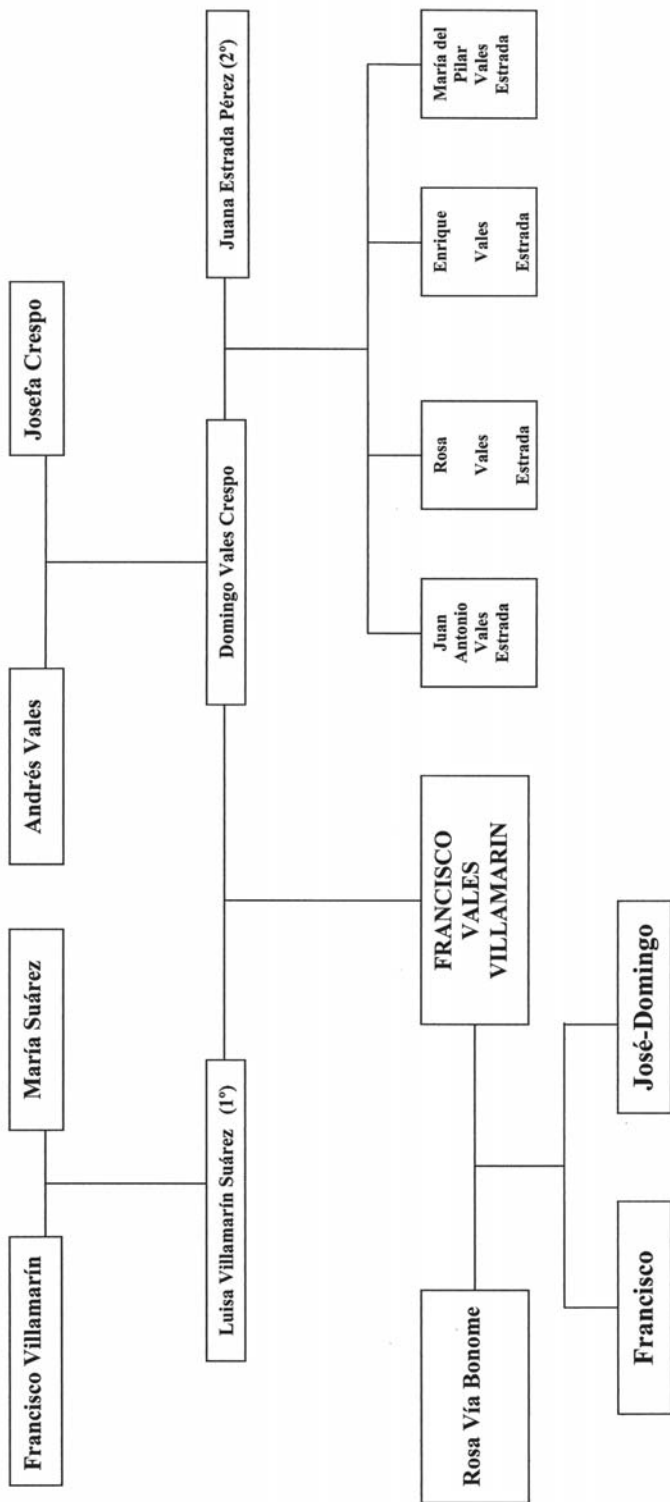 Francisco Villamarín
María Suárez
Andrés Vales
Josefa Crespo
Luisa Villamarín Suárez (1º)
Domingo Vales Crespo
Juana Estrada Pérez (2º)
Rosa Vía Bonome
FRANCISCO
VALES
VILLAMARIN
Juan
Antonio
Vales
Estrada
Rosa
Vales
Estrada
Enrique
Vales
Estrada
María del
Pilar
Vales
Estrada
Francisco
José-Domingo